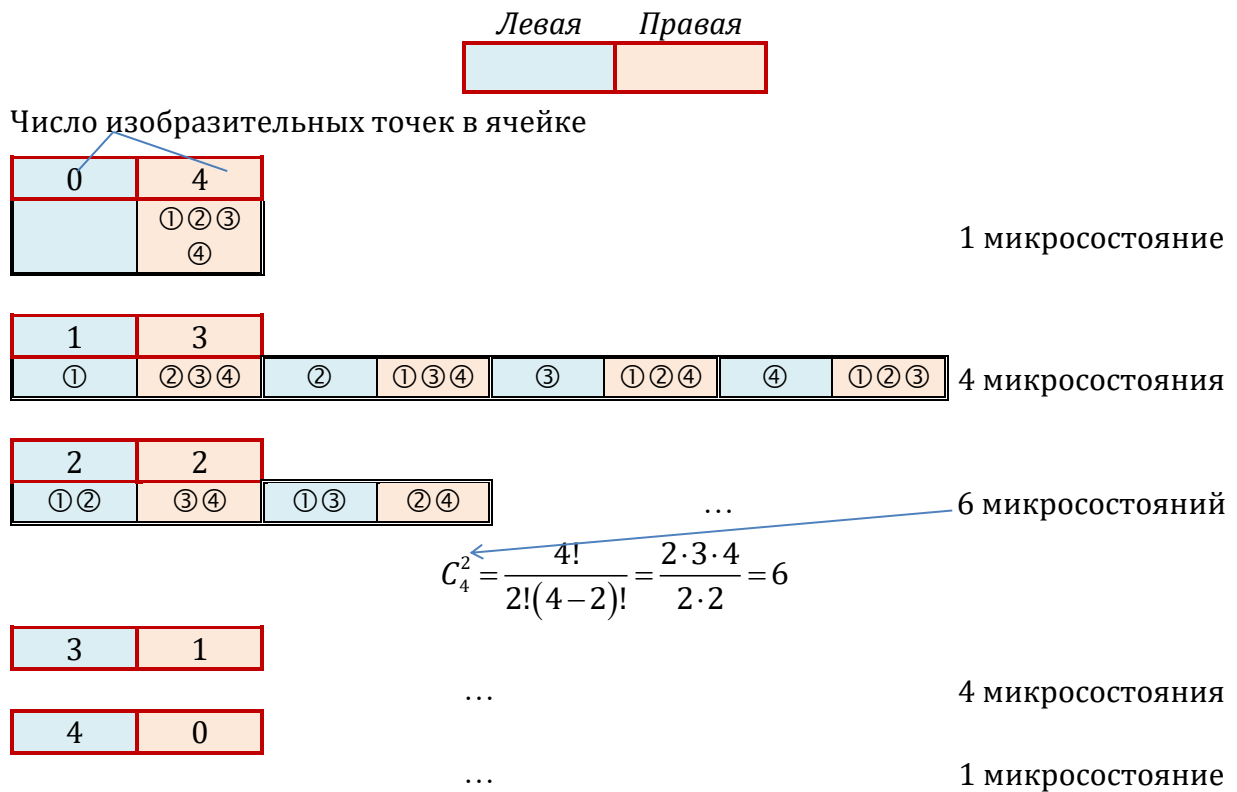 Левая Правая
Число изобразительных точек в ячейке
0 4
①②③
④
1 микросостояние
1 3
① ②③④ ② ①③④ ③ ①②④ ④ ①②③ 4 микросостояния
2 2
①② ③④ ①③ ②④ … 6 микросостояний
C₄² = 4!/(2!(4−2)!) = (2·3·4)/(2·2) = 6
3 1
… 4 микросостояния
4 0
… 1 микросостояние